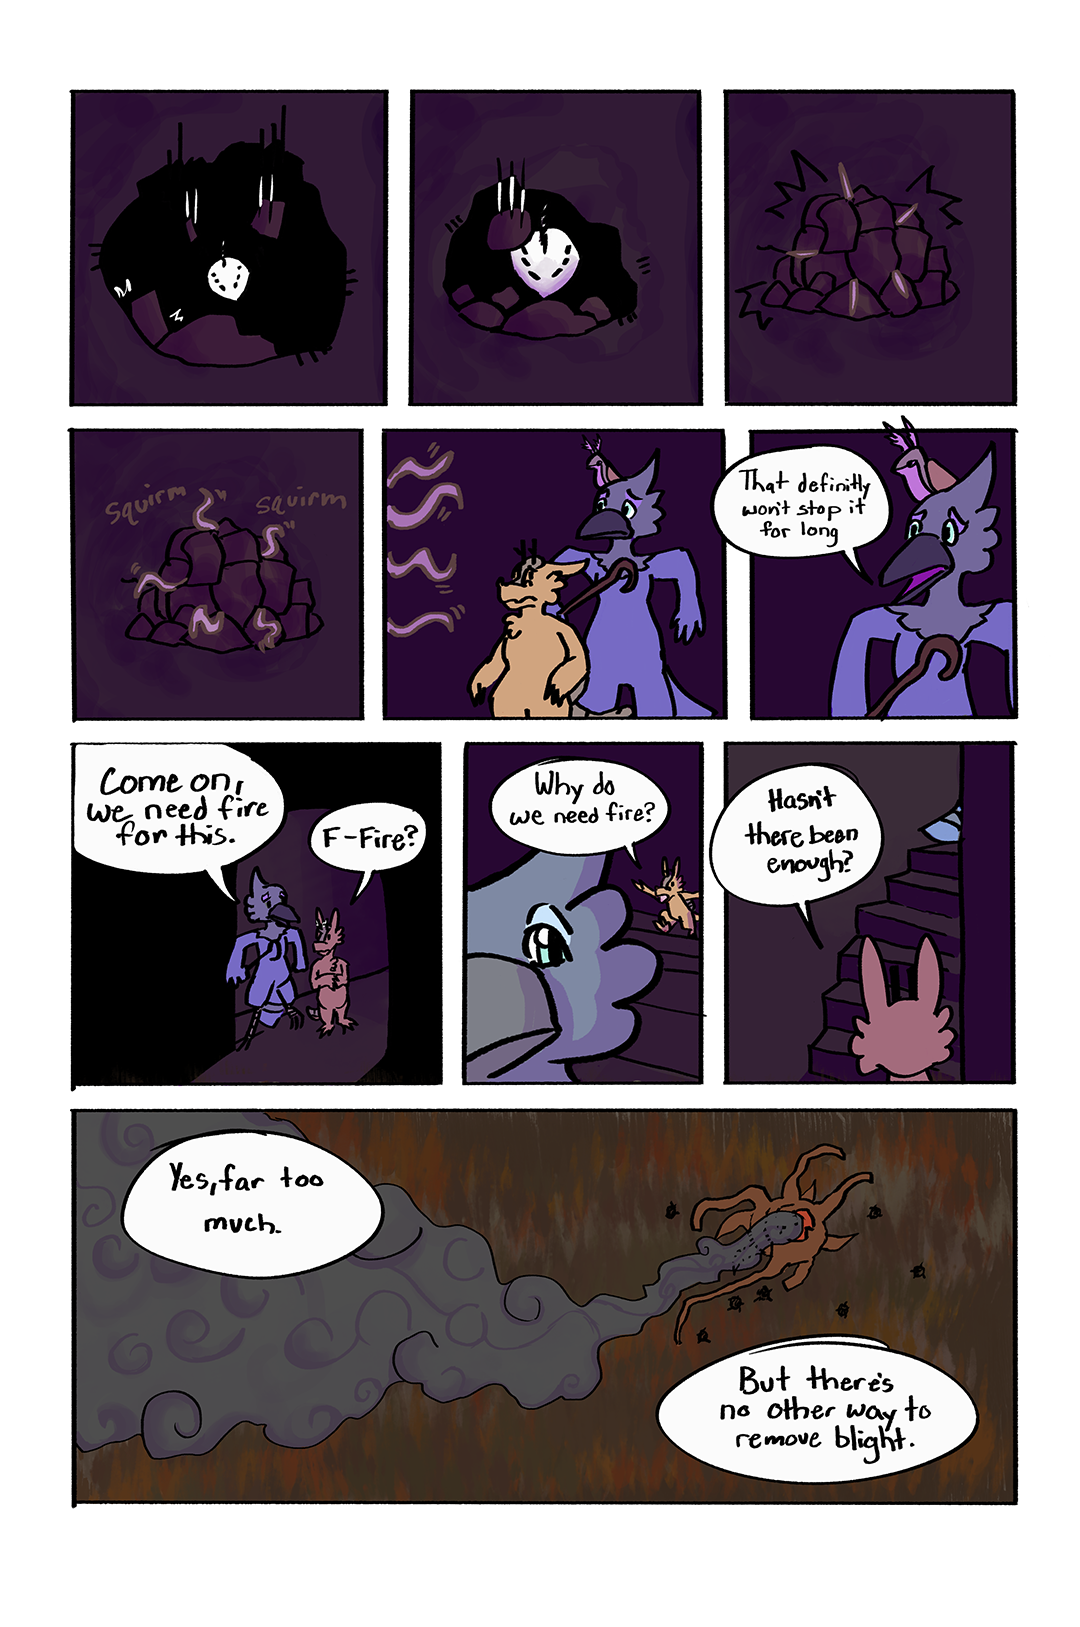 squirm
squirm
That definitly
won't stop it
for long
Come on,
we need fire
for this.
F-Fire?
Why do
we need fire?
Hasn't
there been
enough?
Yes, far too
much.
But there's
no other way to
remove blight.